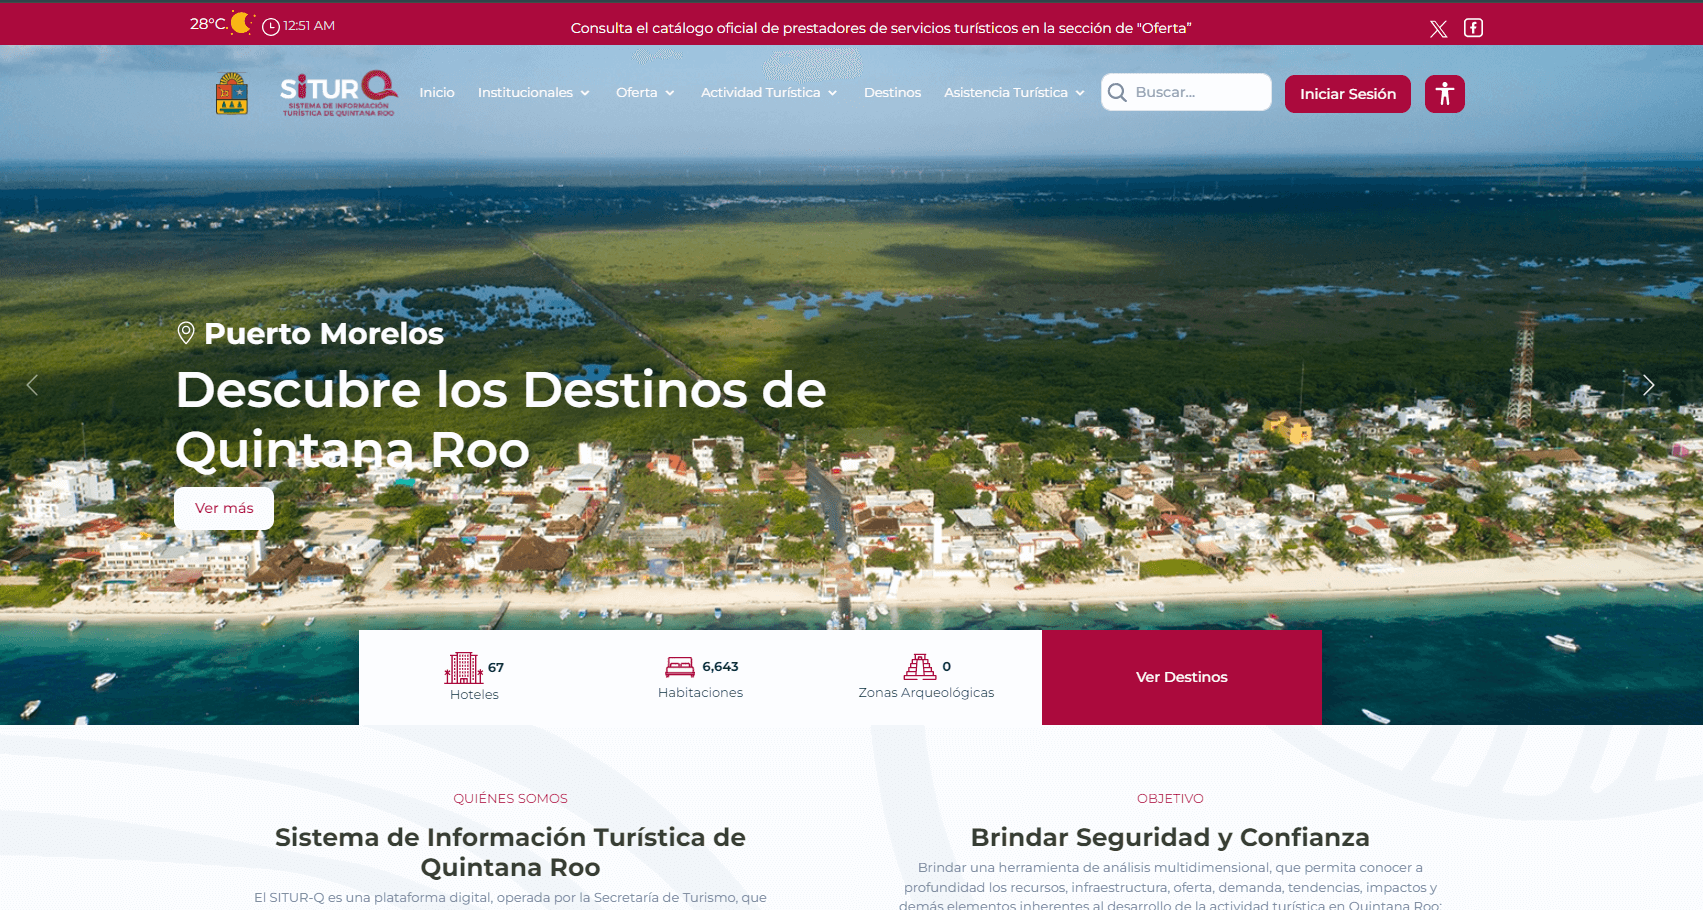 28°C.
12:51 AM
Consulta el catálogo oficial de prestadores de servicios turísticos en la sección de "Oferta"
SiTUR Q
SISTEMA DE INFORMACIÓN
TURÍSTICA DE QUINTANA ROO
Inicio
Institucionales
Oferta
Actividad Turística
Destinos
Asistencia Turística
Buscar...
Iniciar Sesión
Puerto Morelos
Descubre los Destinos de
Quintana Roo
Ver más
67
Hoteles
6,643
Habitaciones
0
Zonas Arqueológicas
Ver Destinos
QUIÉNES SOMOS
Sistema de Información Turística de
Quintana Roo
El SITUR-Q es una plataforma digital, operada por la Secretaría de Turismo, que
OBJETIVO
Brindar Seguridad y Confianza
Brindar una herramienta de análisis multidimensional, que permita conocer a
profundidad los recursos, infraestructura, oferta, demanda, tendencias, impactos y
demás elementos inherentes al desarrollo de la actividad turística en Quintana Roo;